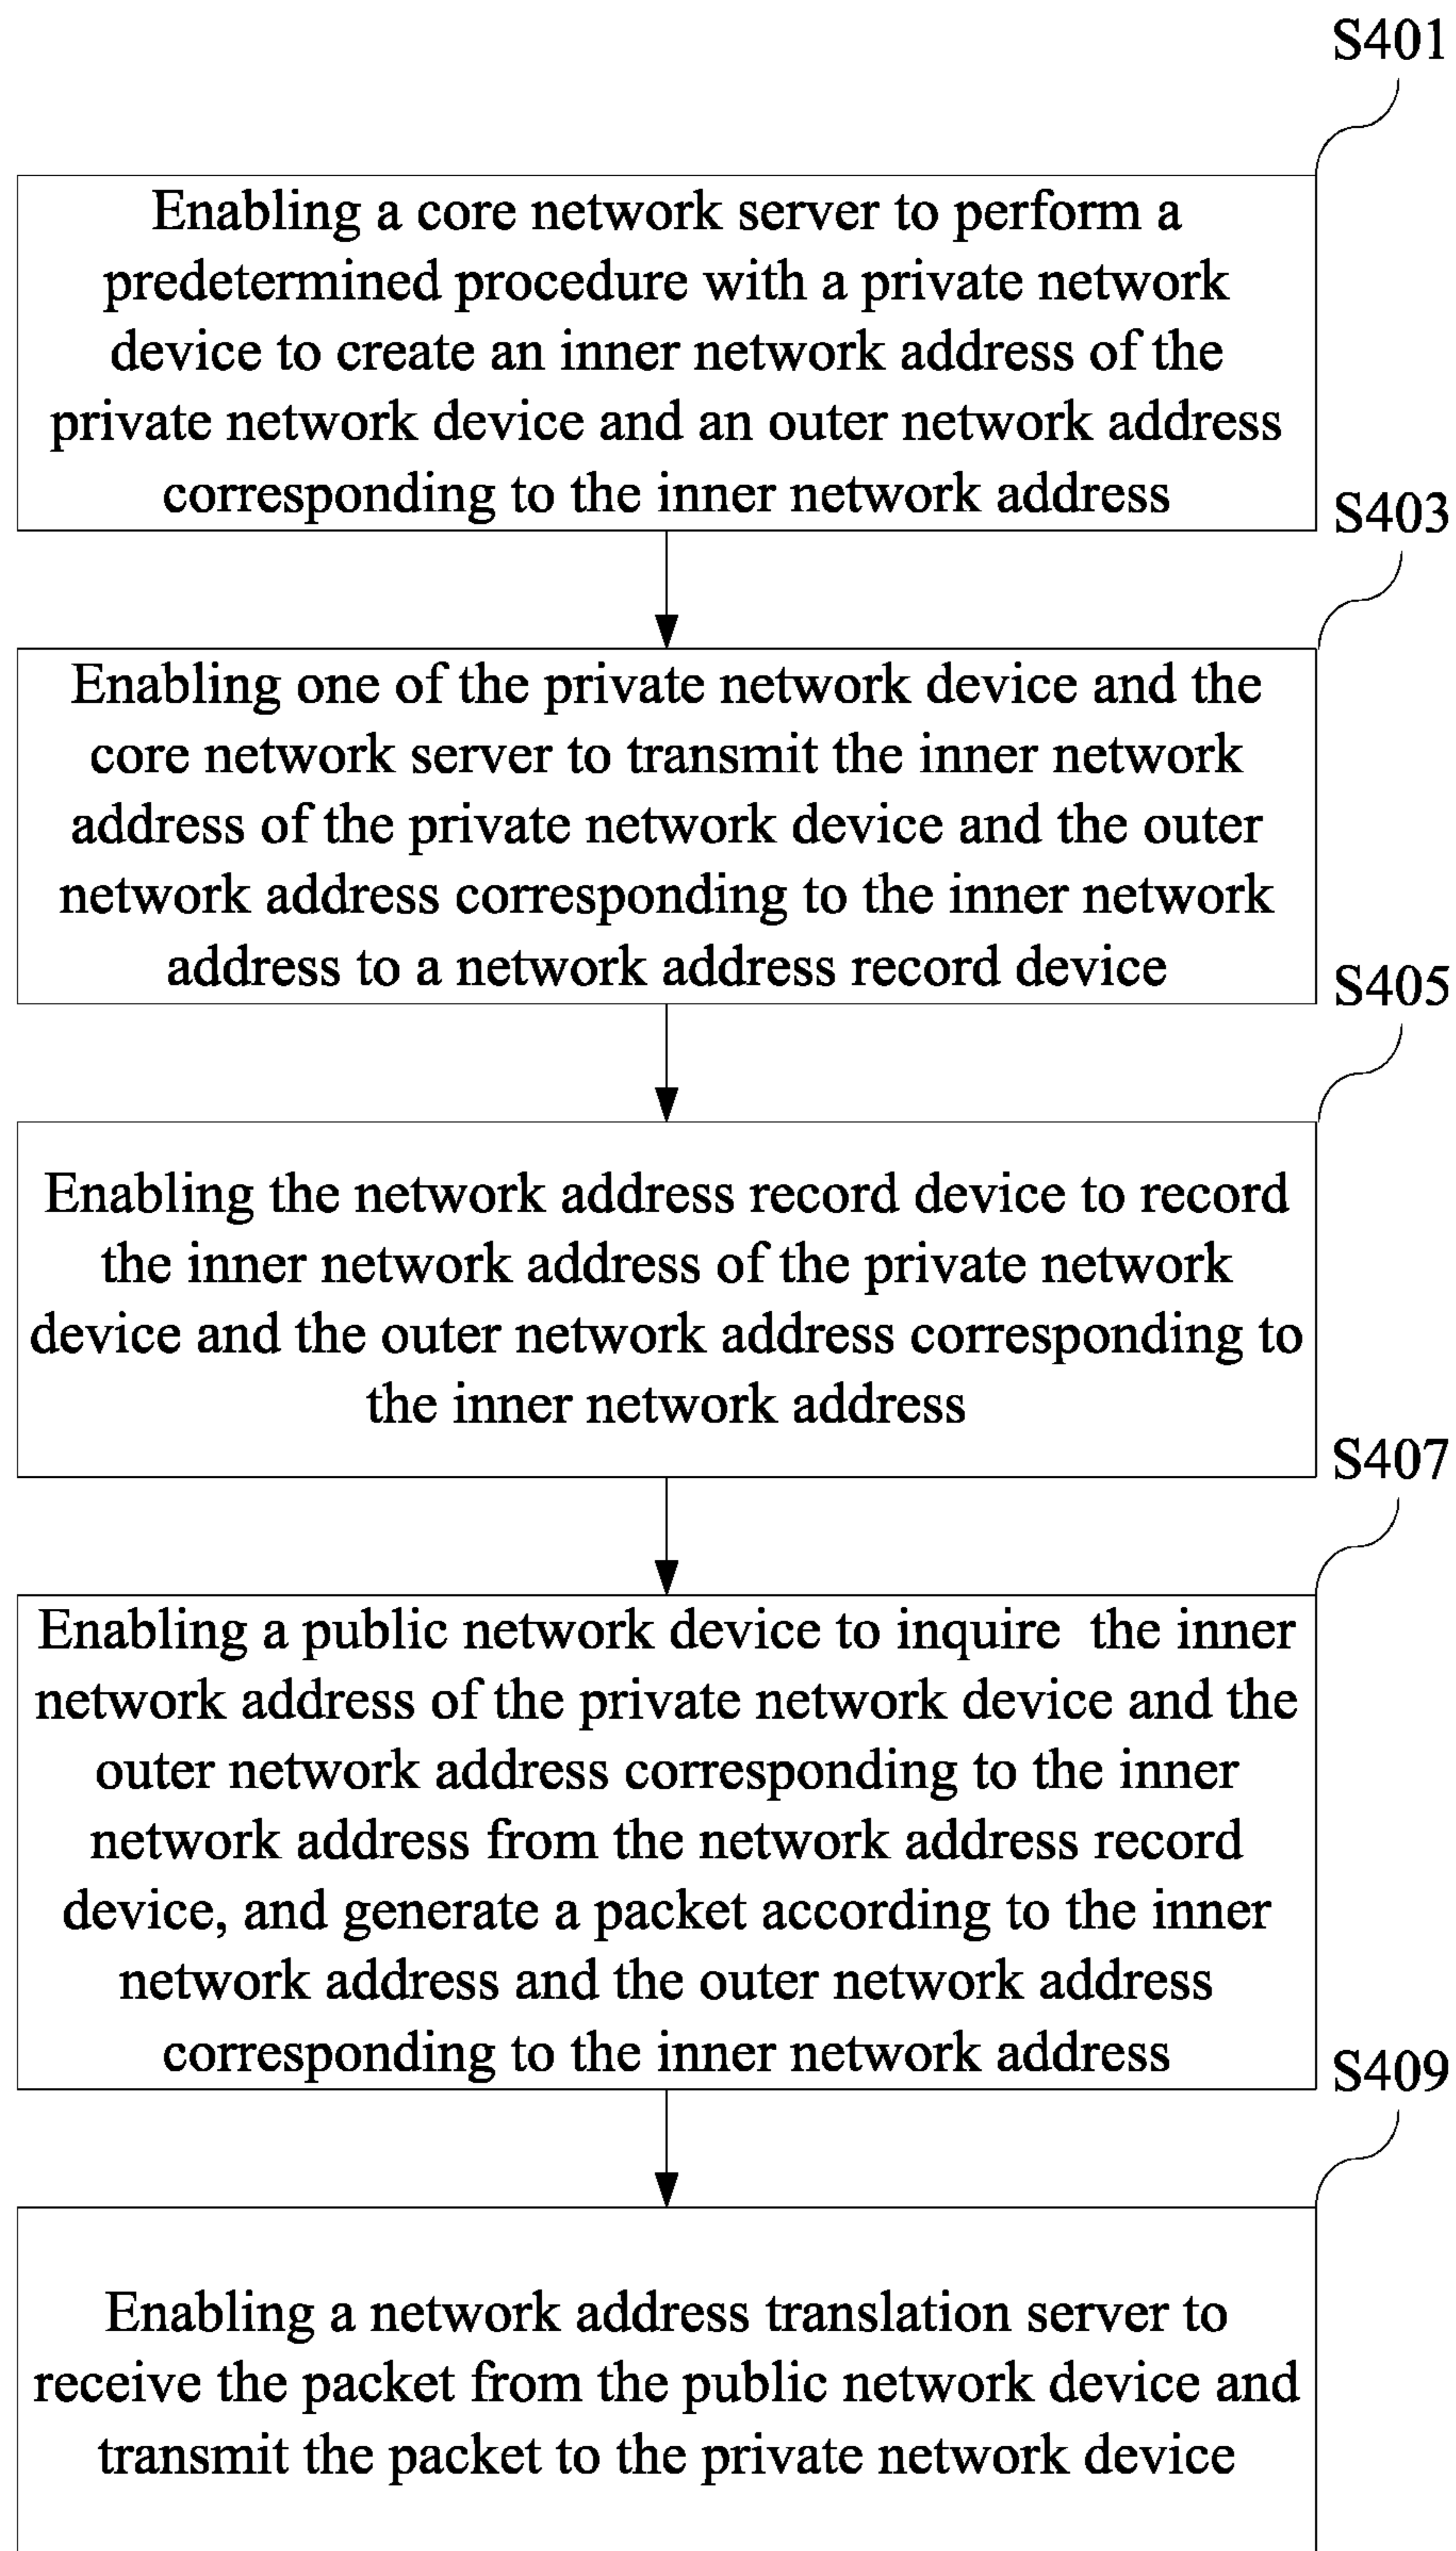 S401
Enabling a core network server to perform a
predetermined procedure with a private network
device to create an inner network address of the
private network device and an outer network address
corresponding to the inner network address
S403
Enabling one of the private network device and the
core network server to transmit the inner network
address of the private network device and the outer
network address corresponding to the inner network
address to a network address record device
S405
Enabling the network address record device to record
the inner network address of the private network
device and the outer network address corresponding to
the inner network address
S407
Enabling a public network device to inquire the inner
network address of the private network device and the
outer network address corresponding to the inner
network address from the network address record
device, and generate a packet according to the inner
network address and the outer network address
corresponding to the inner network address
S409
Enabling a network address translation server to
receive the packet from the public network device and
transmit the packet to the private network device